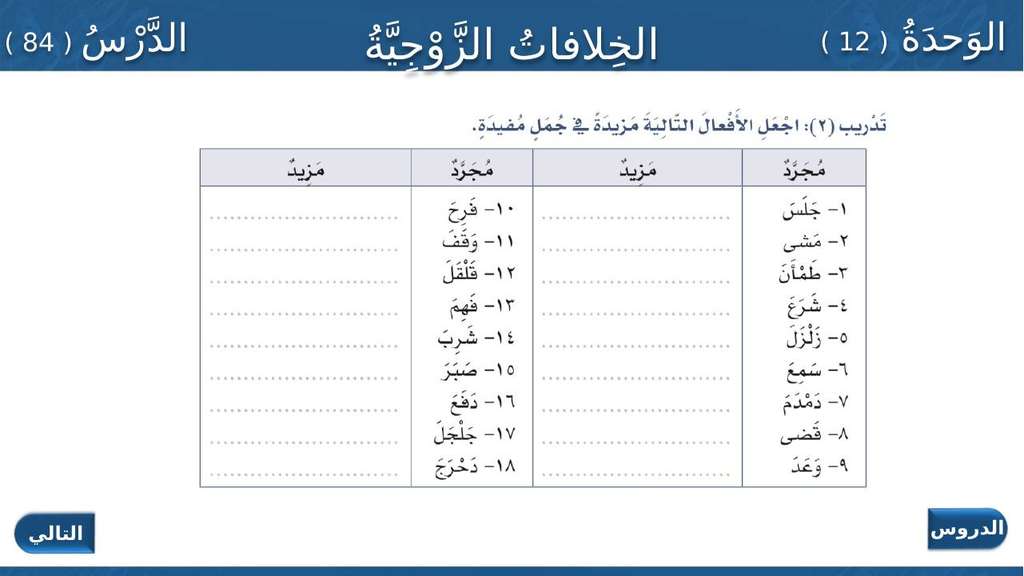 الوَحدَةُ ( 12 )
الخِلافاتُ الزَّوْجِيَّةُ
الدَّرْسُ ( 84 )
تَدْريب (٢): اجْعَلِ الأَفْعالَ التّالِيَةَ مَزيدَةً في جُمَلٍ مُفيدَةٍ.
مُجَرَّدٌ مَزِيدٌ مُجَرَّدٌ مَزِيدٌ
١- جَلَسَ ........................... ١٠- فَرِحَ ...........................
٢- مَشى ........................... ١١- وَقَفَ ...........................
٣- طَمْأَنَ ........................... ١٢- قَلْقَلَ ...........................
٤- شَرَعَ ........................... ١٣- فَهِمَ ...........................
٥- زَلْزَلَ ........................... ١٤- شَرِبَ ...........................
٦- سَمِعَ ........................... ١٥- صَبَرَ ...........................
٧- دَمْدَمَ ........................... ١٦- دَفَعَ ...........................
٨- قَضى ........................... ١٧- جَلْجَلَ ...........................
٩- وَعَدَ ........................... ١٨- دَحْرَجَ ...........................
الدروس
التالي